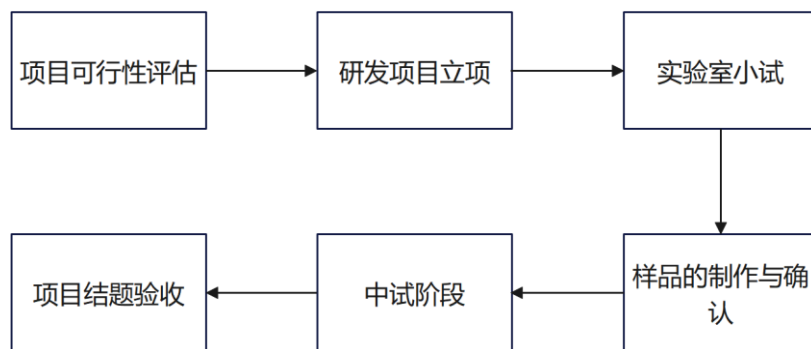 项目可行性评估
研发项目立项
实验室小试
样品的制作与确
认
中试阶段
项目结题验收